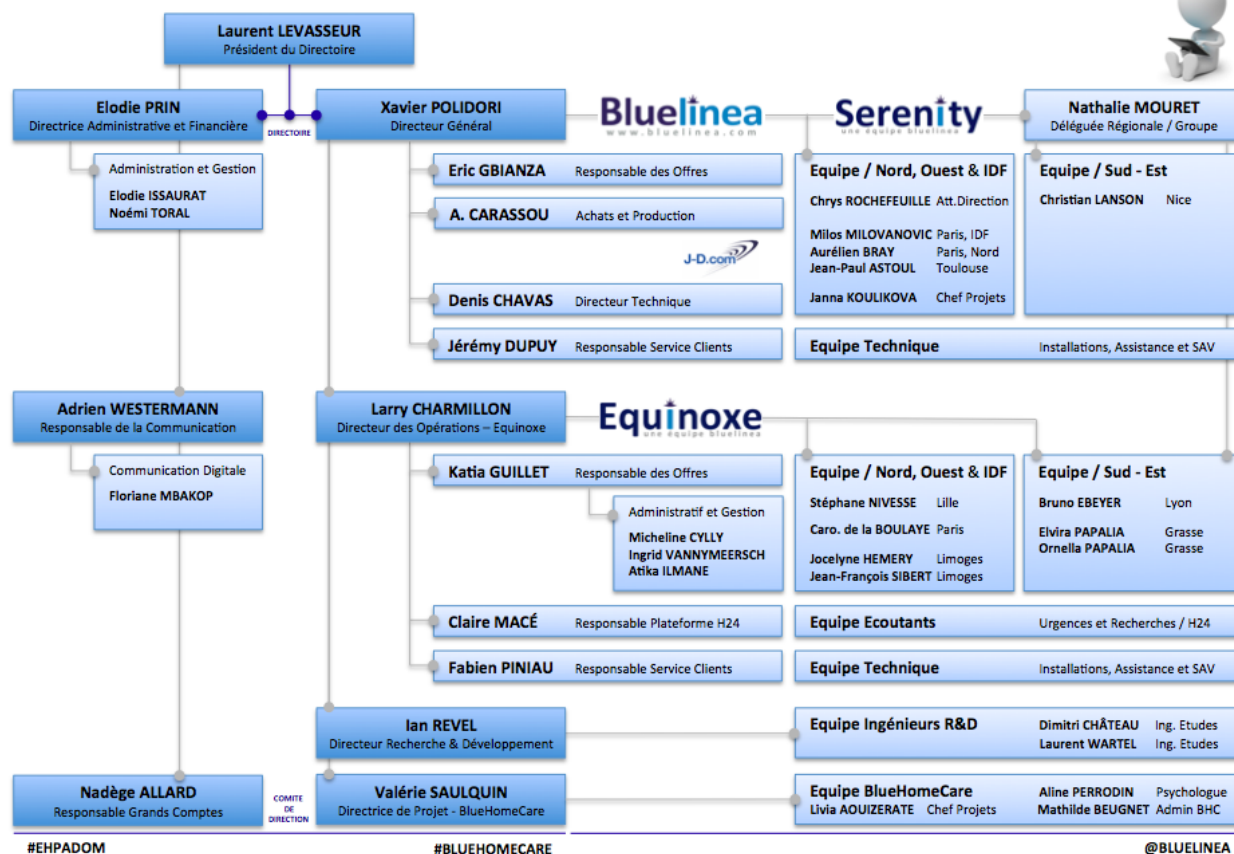 Laurent LEVASSEUR
Président du Directoire
Elodie PRIN
Directrice Administrative et Financière
DIRECTOIRE
Xavier POLIDORI
Directeur Général
Bluelinea
www.bluelinea.com
Serenity
une équipe bluelinea
Nathalie MOURET
Déléguée Régionale / Groupe
Administration et Gestion
Elodie ISSAURAT
Noémi TORAL
Eric GBIANZA Responsable des Offres
A. CARASSOU Achats et Production
J-D.com
Denis CHAVAS Directeur Technique
Jérémy DUPUY Responsable Service Clients
Equipe / Nord, Ouest & IDF
Chrys ROCHEFEUILLE Att.Direction
Milos MILOVANOVIC Paris, IDF
Aurélien BRAY Paris, Nord
Jean-Paul ASTOUL Toulouse
Janna KOULIKOVA Chef Projets
Equipe / Sud - Est
Christian LANSON Nice
Equipe Technique Installations, Assistance et SAV
Adrien WESTERMANN
Responsable de la Communication
Communication Digitale
Floriane MBAKOP
Larry CHARMILLON
Directeur des Opérations – Equinoxe
Equinoxe
une équipe bluelinea
Katia GUILLET Responsable des Offres
Administratif et Gestion
Micheline CYLLY
Ingrid VANNYMEERSCH
Atika ILMANE
Equipe / Nord, Ouest & IDF
Stéphane NIVESSE Lille
Caro. de la BOULAYE Paris
Jocelyne HEMERY Limoges
Jean-François SIBERT Limoges
Equipe / Sud - Est
Bruno EBEYER Lyon
Elvira PAPALIA Grasse
Ornella PAPALIA Grasse
Claire MACÉ Responsable Plateforme H24
Equipe Ecoutants Urgences et Recherches / H24
Fabien PINIAU Responsable Service Clients
Equipe Technique Installations, Assistance et SAV
Ian REVEL
Directeur Recherche & Développement
Equipe Ingénieurs R&D
Dimitri CHÂTEAU Ing. Etudes
Laurent WARTEL Ing. Etudes
Nadège ALLARD
Responsable Grands Comptes
COMITE
DE
DIRECTION
Valérie SAULQUIN
Directrice de Projet - BlueHomeCare
Equipe BlueHomeCare
Livia AOUIZERATE Chef Projets
Aline PERRODIN Psychologue
Mathilde BEUGNET Admin BHC
#EHPADOM
#BLUEHOMECARE
@BLUELINEA